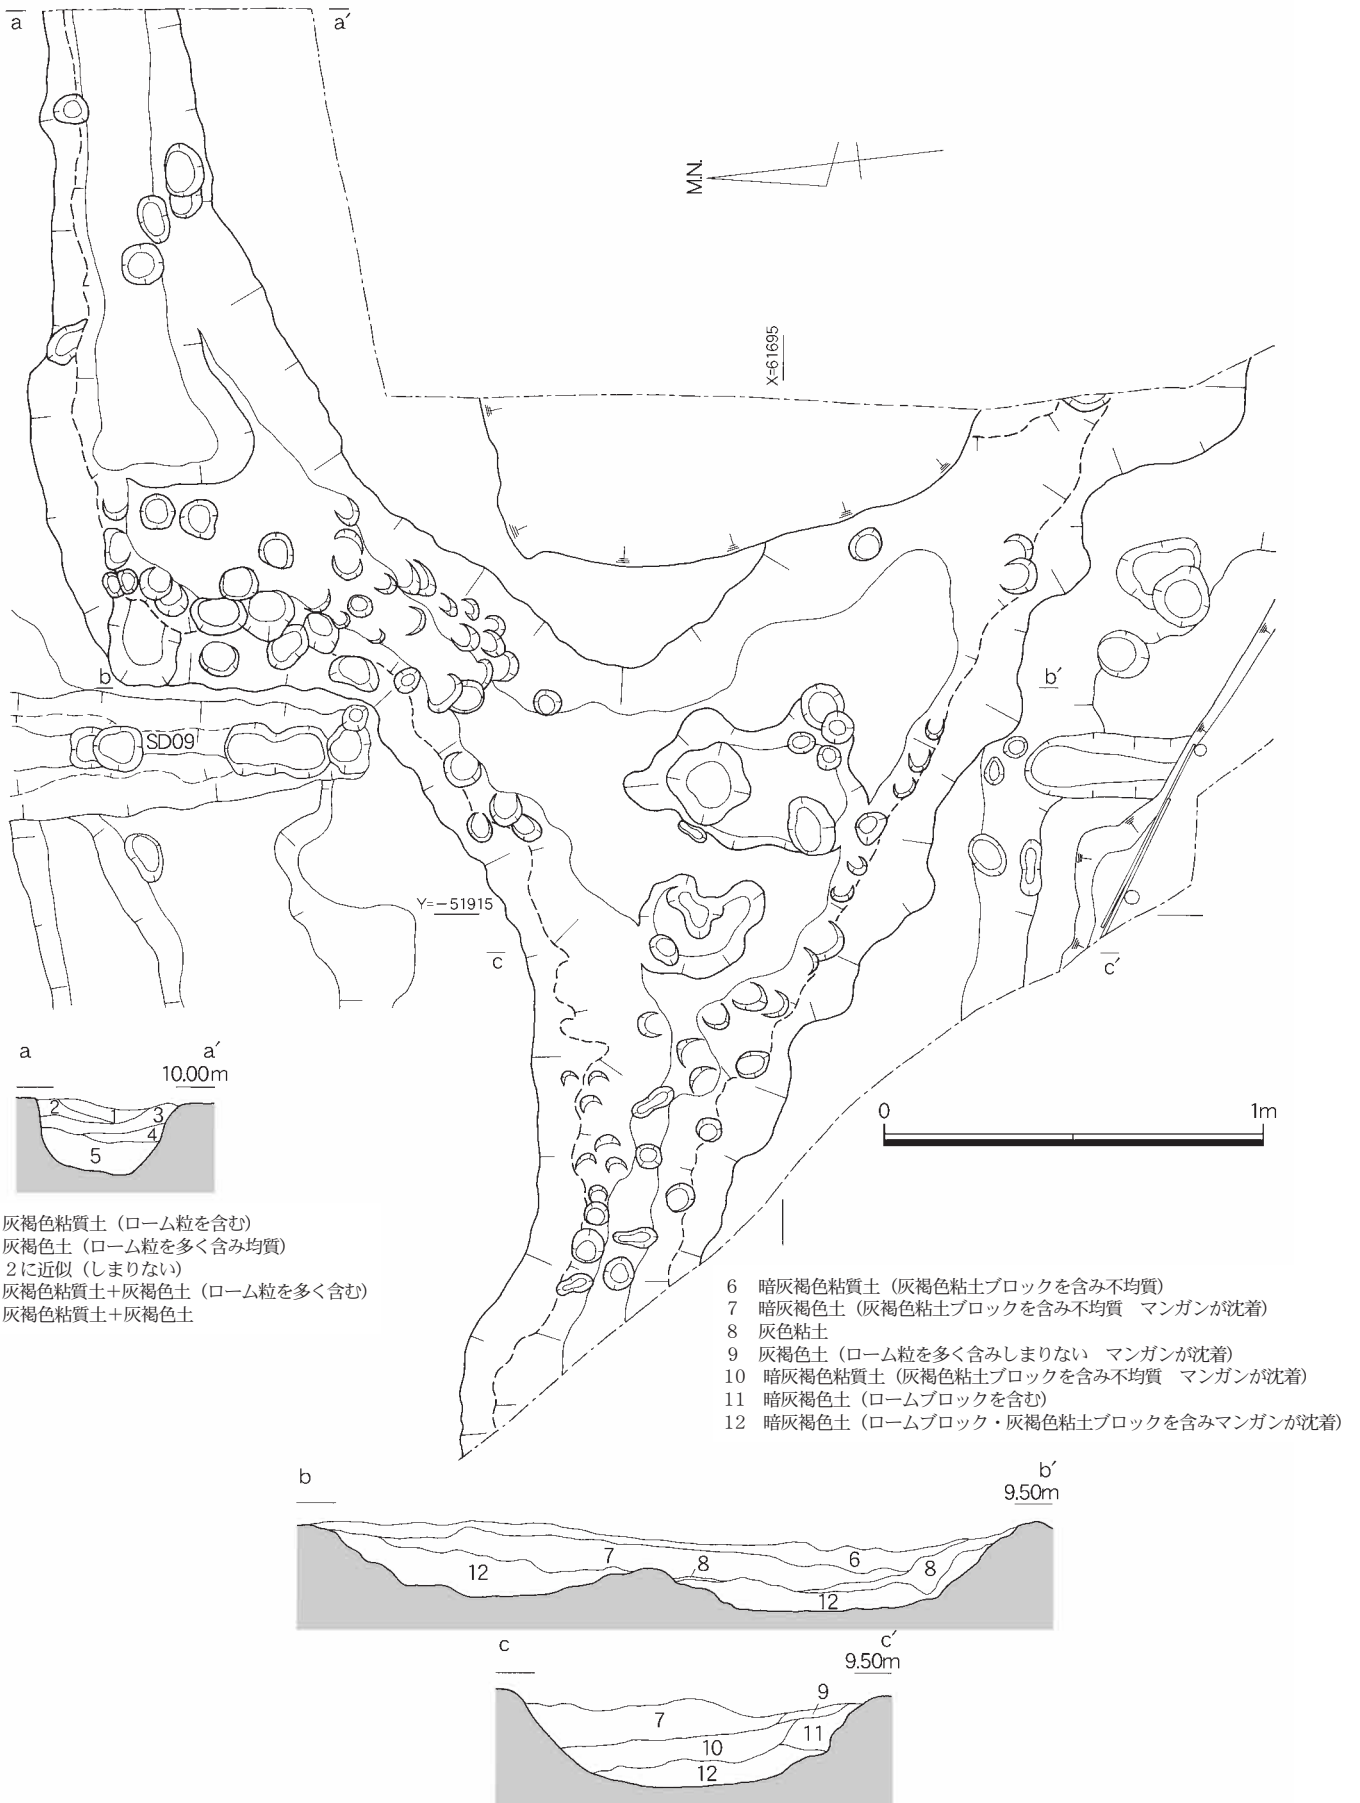 a a′
M.N.
X=61695
b b′
SD09
Y=−51915
c c′
a a′
10.00m
2 1 3
4
5
0 1m
灰褐色粘質土（ローム粒を含む）
灰褐色土（ローム粒を多く含み均質）
２に近似（しまりない）
灰褐色粘質土＋灰褐色土（ローム粒を多く含む）
灰褐色粘質土＋灰褐色土
6 暗灰褐色粘質土（灰褐色粘土ブロックを含み不均質）
7 暗灰褐色土（灰褐色粘土ブロックを含み不均質　マンガンが沈着）
8 灰色粘土
9 灰褐色土（ローム粒を多く含みしまりない　マンガンが沈着）
10 暗灰褐色粘質土（灰褐色粘土ブロックを含み不均質　マンガンが沈着）
11 暗灰褐色土（ロームブロックを含む）
12 暗灰褐色土（ロームブロック・灰褐色粘土ブロックを含みマンガンが沈着）
b b′
9.50m
7 8 6 8
12 12
c c′
9.50m
9
7 11
10
12